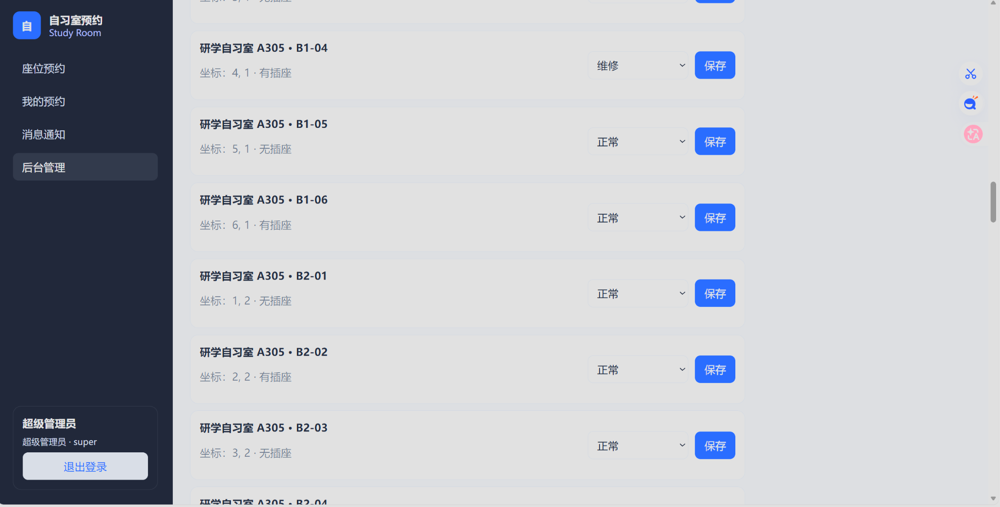 自
自习室预约
Study Room
座位预约
我的预约
消息通知
后台管理
超级管理员
超级管理员 · super
退出登录
保存
研学自习室 A305 • B1-04
坐标：4, 1 · 有插座
维修
保存
研学自习室 A305 • B1-05
坐标：5, 1 · 无插座
正常
保存
研学自习室 A305 • B1-06
坐标：6, 1 · 有插座
正常
保存
研学自习室 A305 • B2-01
坐标：1, 2 · 无插座
正常
保存
研学自习室 A305 • B2-02
坐标：2, 2 · 有插座
正常
保存
研学自习室 A305 • B2-03
坐标：3, 2 · 无插座
正常
保存
研学自习室 A305 • B2-04